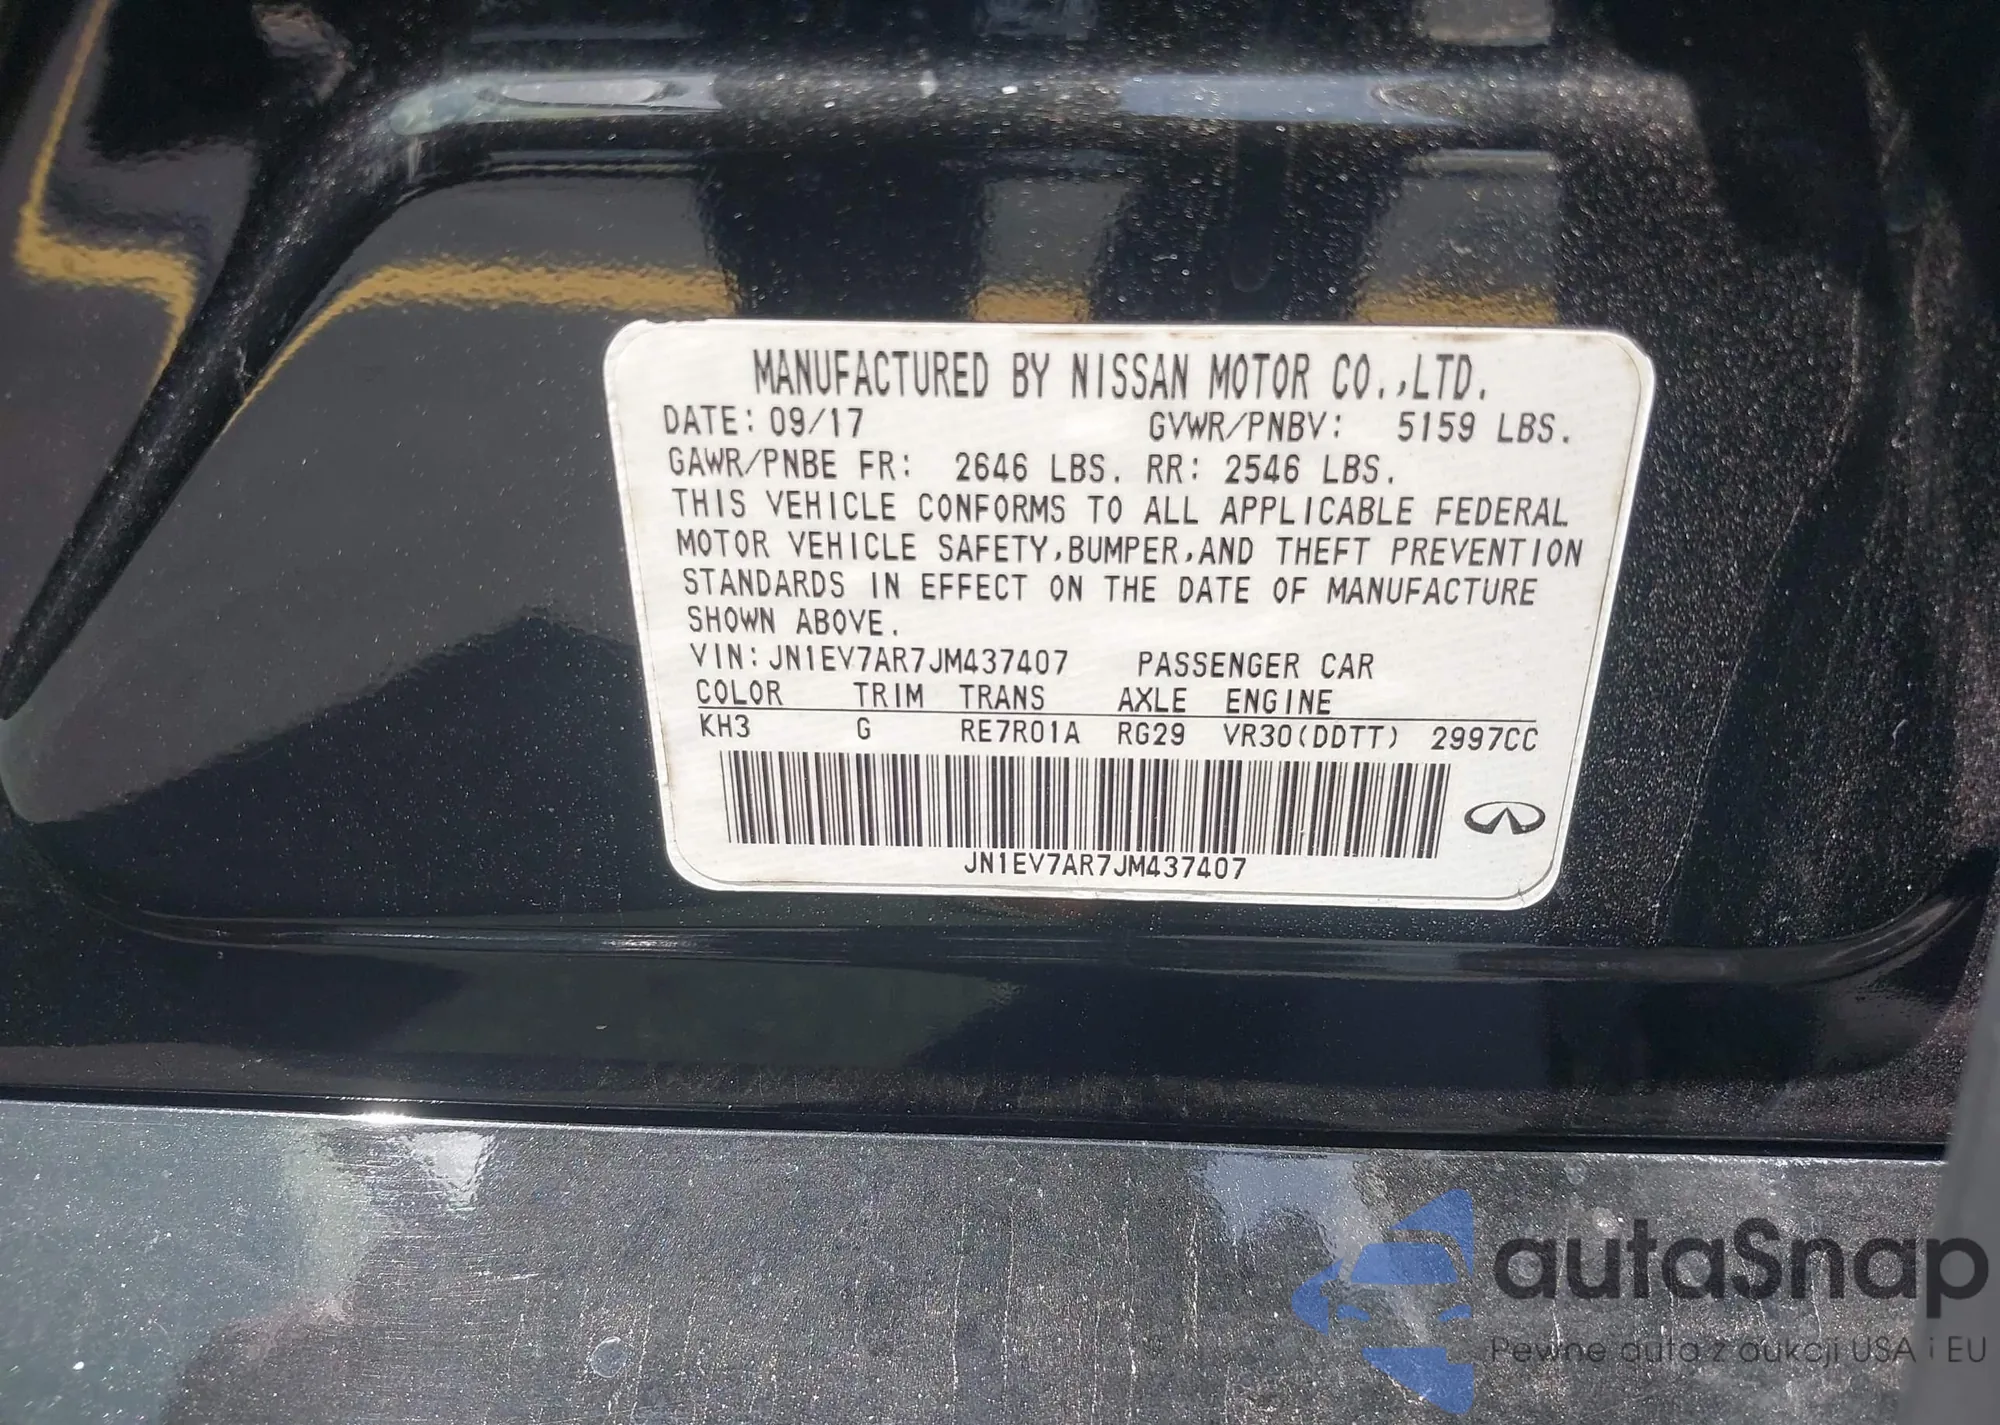 MANUFACTURED BY NISSAN MOTOR CO.,LTD.
DATE: 09/17 GVWR/PNBV: 5159 LBS.
GAWR/PNBE FR: 2646 LBS. RR: 2546 LBS.
THIS VEHICLE CONFORMS TO ALL APPLICABLE FEDERAL
MOTOR VEHICLE SAFETY,BUMPER,AND THEFT PREVENTION
STANDARDS IN EFFECT ON THE DATE OF MANUFACTURE
SHOWN ABOVE.
VIN:JN1EV7AR7JM437407 PASSENGER CAR
COLOR TRIM TRANS AXLE ENGINE
KH3 G RE7R01A RG29 VR30(DDTT) 2997CC
JN1EV7AR7JM437407
autaSnap
Pewne auta z aukcji USA i EU